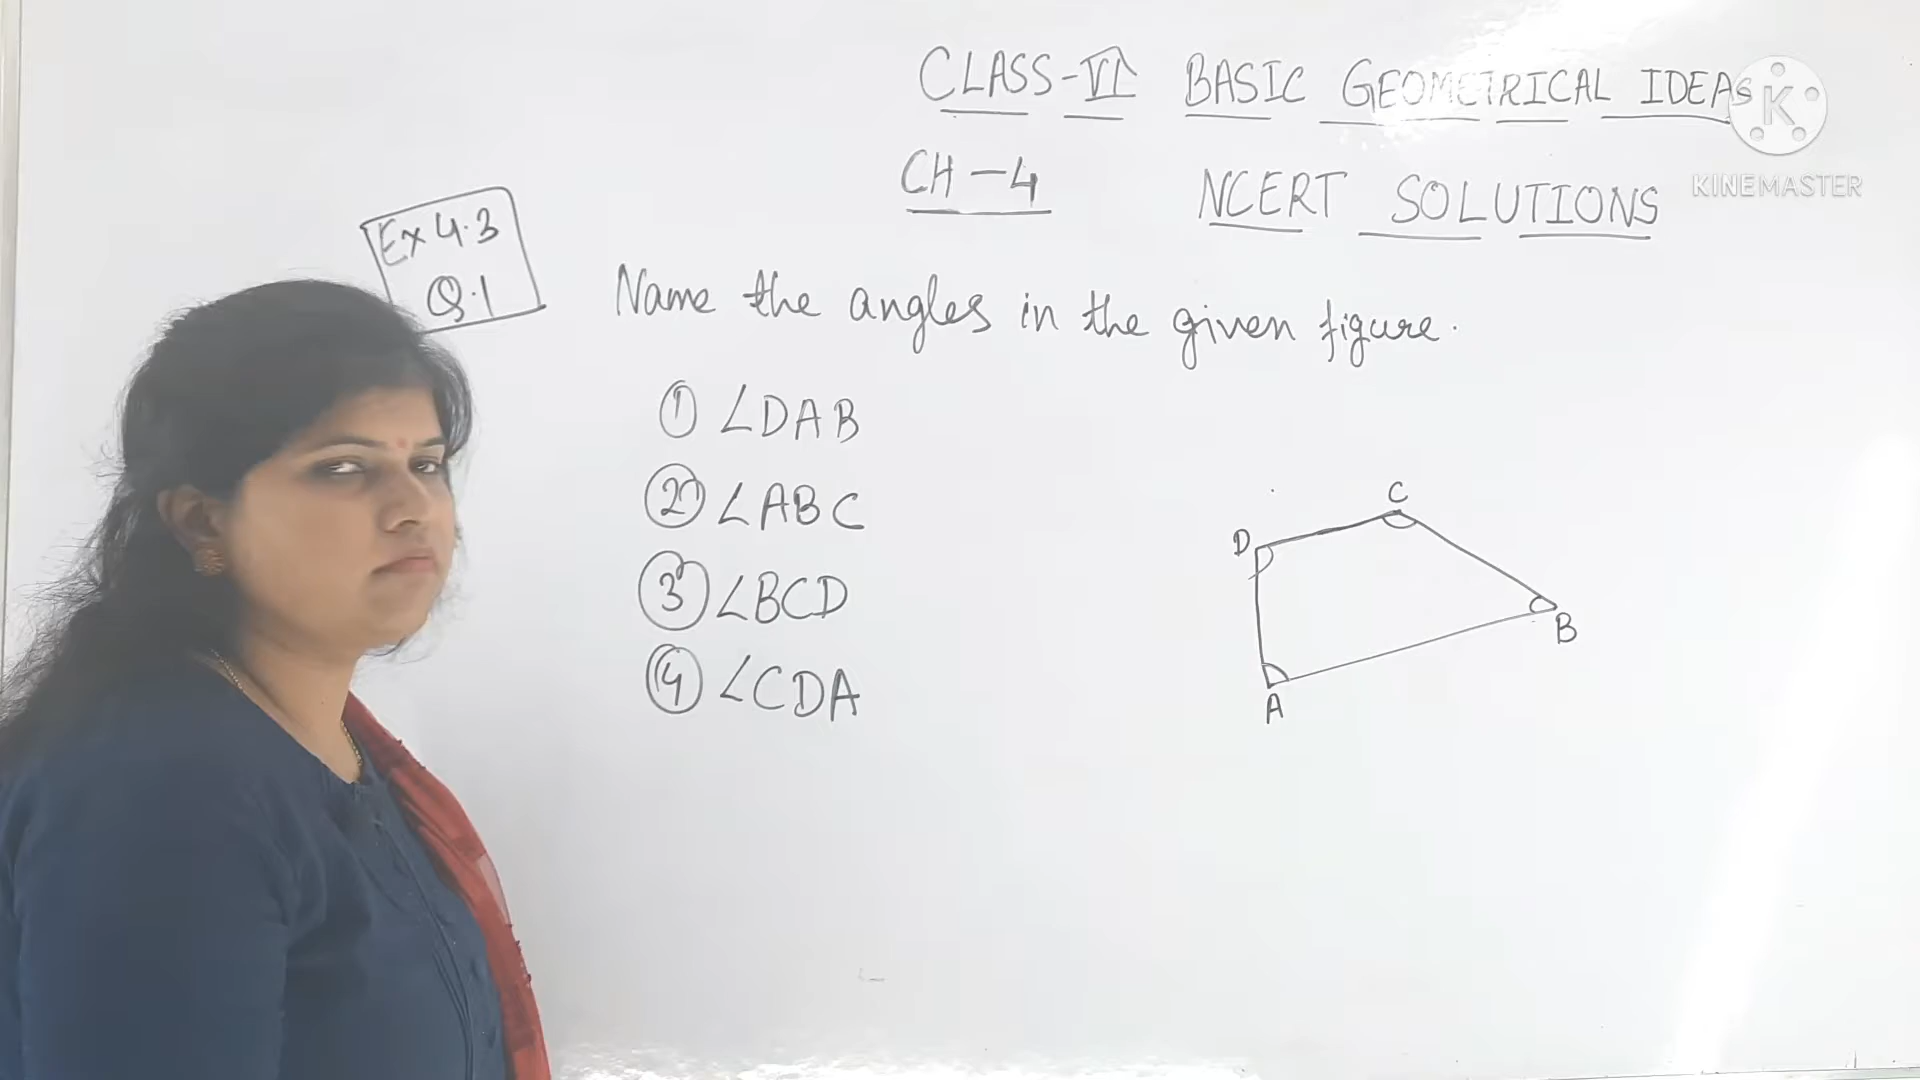 CLASS-VI BASIC GEOMETRICAL IDEAS
CH-4 NCERT SOLUTIONS
K
KINEMASTER
Ex 4.3
Q.1
Name the angles in the given figure.
① ∠DAB
② ∠ABC
③ ∠BCD
④ ∠CDA
C
D
B
A